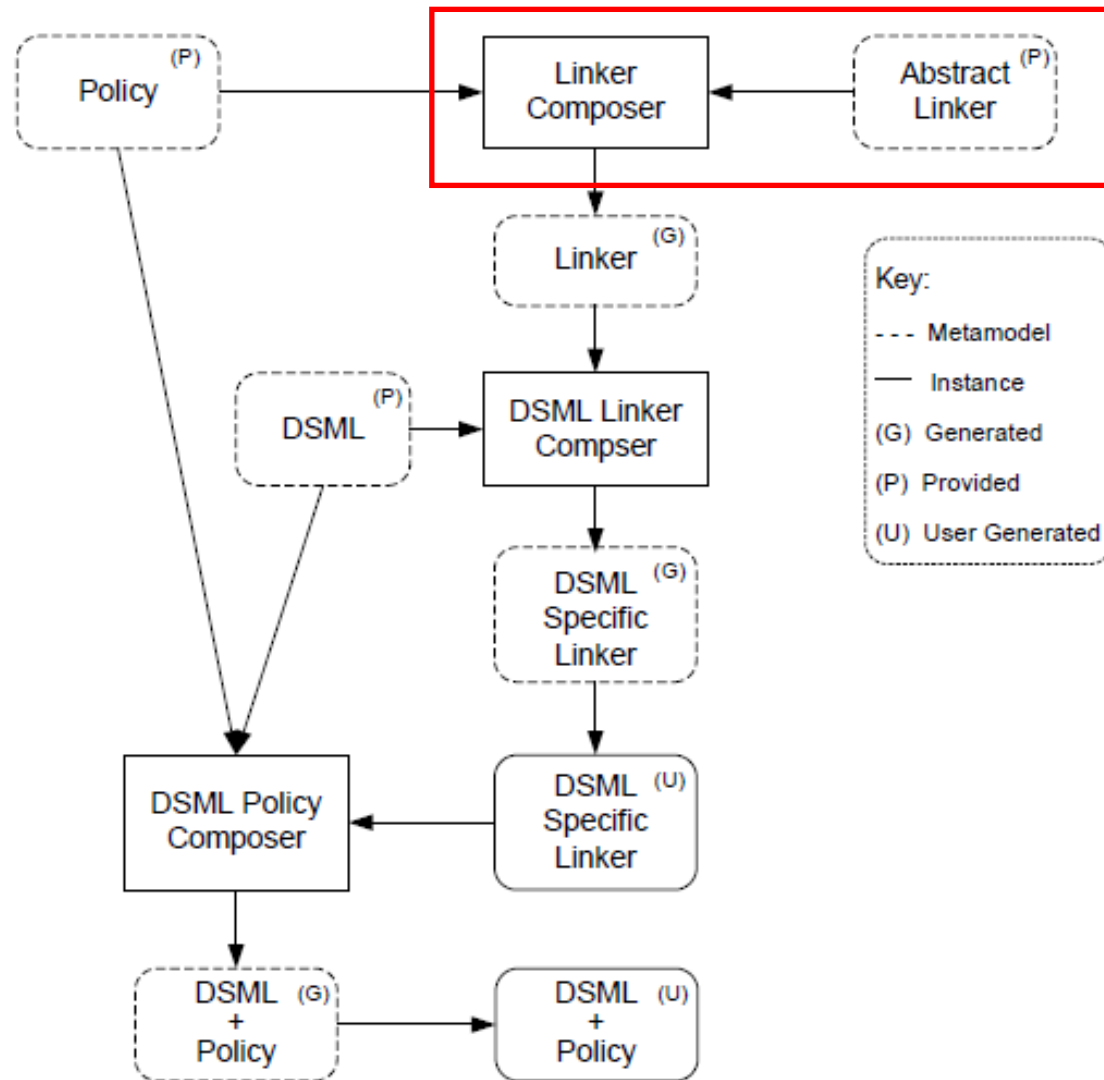 Policy (P)
Linker
Composer
Abstract (P)
Linker
Linker (G)
Key:
--- Metamodel
— Instance
(G) Generated
(P) Provided
(U) User Generated
DSML (P)
DSML Linker
Compser
DSML (G)
Specific
Linker
DSML Policy
Composer
DSML (U)
Specific
Linker
DSML (G)
+
Policy
DSML (U)
+
Policy